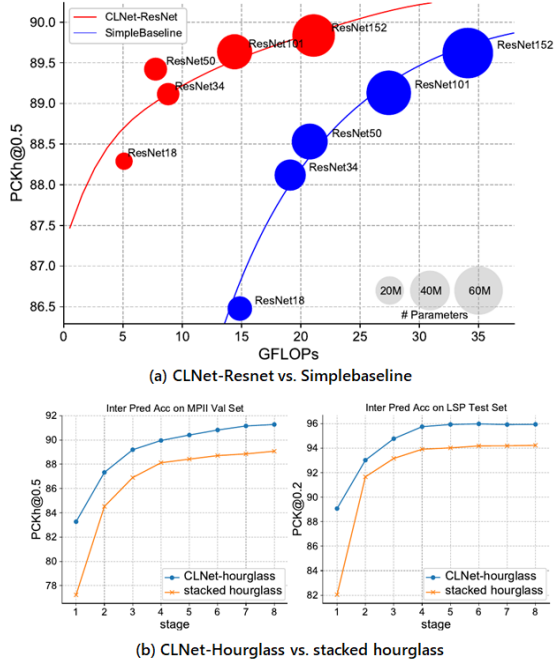 CLNet-ResNet
SimpleBaseline
90.0
89.5
89.0
88.5
88.0
87.5
87.0
86.5
PCKh@0.5
ResNet152
ResNet101
ResNet50
ResNet34
ResNet18
ResNet152
ResNet101
ResNet50
ResNet34
ResNet18
20M
40M
60M
# Parameters
0
5
10
15
20
25
30
35
GFLOPs
(a) CLNet-Resnet vs. Simplebaseline
Inter Pred Acc on MPII Val Set
92
90
88
86
84
82
80
78
PCKh@0.5
CLNet-hourglass
stacked hourglass
1 2 3 4 5 6 7 8
stage
Inter Pred Acc on LSP Test Set
96
94
92
90
88
86
84
82
PCK@0.2
CLNet-hourglass
stacked hourglass
1 2 3 4 5 6 7 8
stage
(b) CLNet-Hourglass vs. stacked hourglass